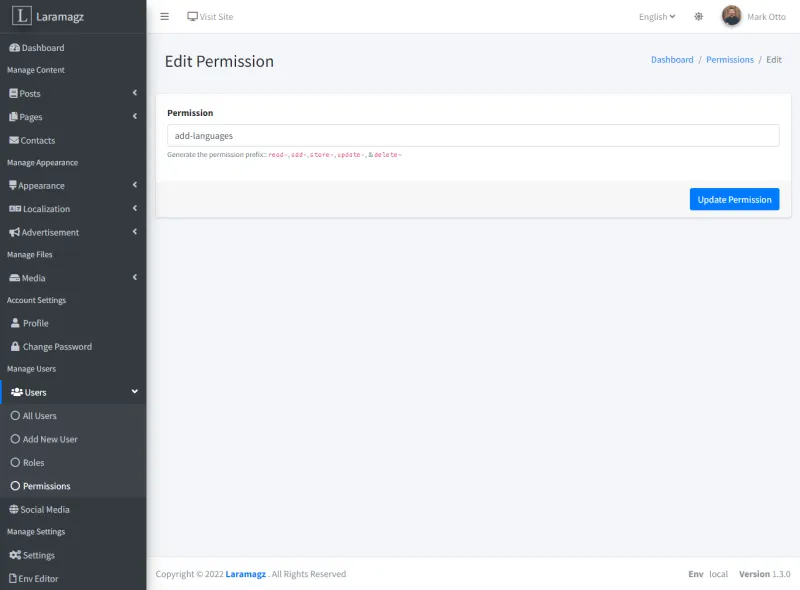 L Laramagz
Visit Site
English
Mark Otto
Dashboard
Manage Content
Posts
Pages
Contacts
Manage Appearance
Appearance
Localization
Advertisement
Manage Files
Media
Account Settings
Profile
Change Password
Manage Users
Users
All Users
Add New User
Roles
Permissions
Social Media
Manage Settings
Settings
Env Editor
Edit Permission
Dashboard / Permissions / Edit
Permission
add-languages
Generate the permission prefix:: read-, add-, store-, update-, & delete-
Update Permission
Copyright © 2022 Laramagz . All Rights Reserved
Env local Version 1.3.0